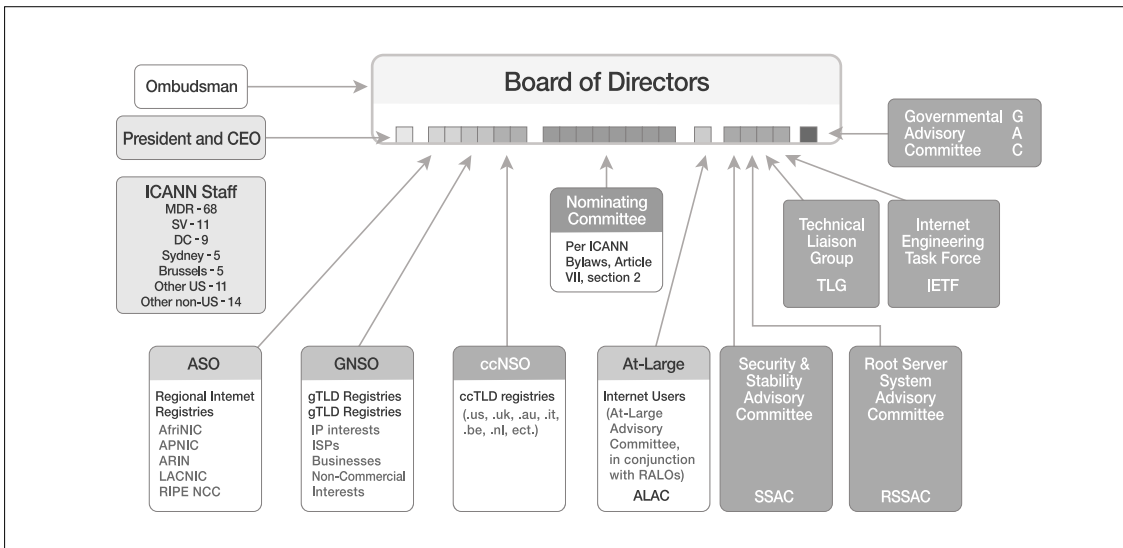 Board of Directors
Ombudsman
President and CEO
Governmental G
Advisory A
Committee C
ICANN Staff
MDR - 68
SV - 11
DC - 9
Sydney - 5
Brussels - 5
Other US - 11
Other non-US - 14
Nominating
Committee
Per ICANN
Bylaws, Article
VII, section 2
Technical
Liaison
Group
TLG
Internet
Engineering
Task Force
IETF
ASO
Regional Internet
Registries
AfriNIC
APNIC
ARIN
LACNIC
RIPE NCC
GNSO
gTLD Registries
gTLD Registries
IP interests
ISPs
Businesses
Non-Commercial
Interests
ccNSO
ccTLD registries
(.us, .uk, .au, .it,
.be, .nl, ect.)
At-Large
Internet Users
(At-Large
Advisory
Committee,
in conjunction
with RALOs)
ALAC
Security &
Stability
Advisory
Committee
SSAC
Root Server
System
Advisory
Committee
RSSAC